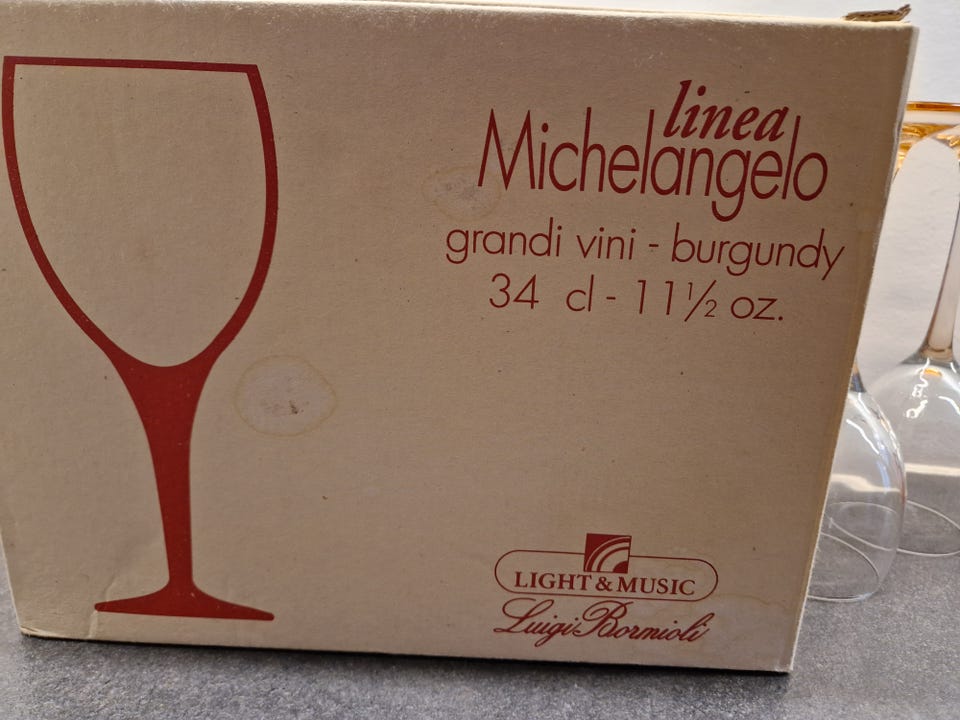 linea
Michelangelo
grandi vini - burgundy
34 cl - 11½ oz.
LIGHT & MUSIC
Luigi Bormioli